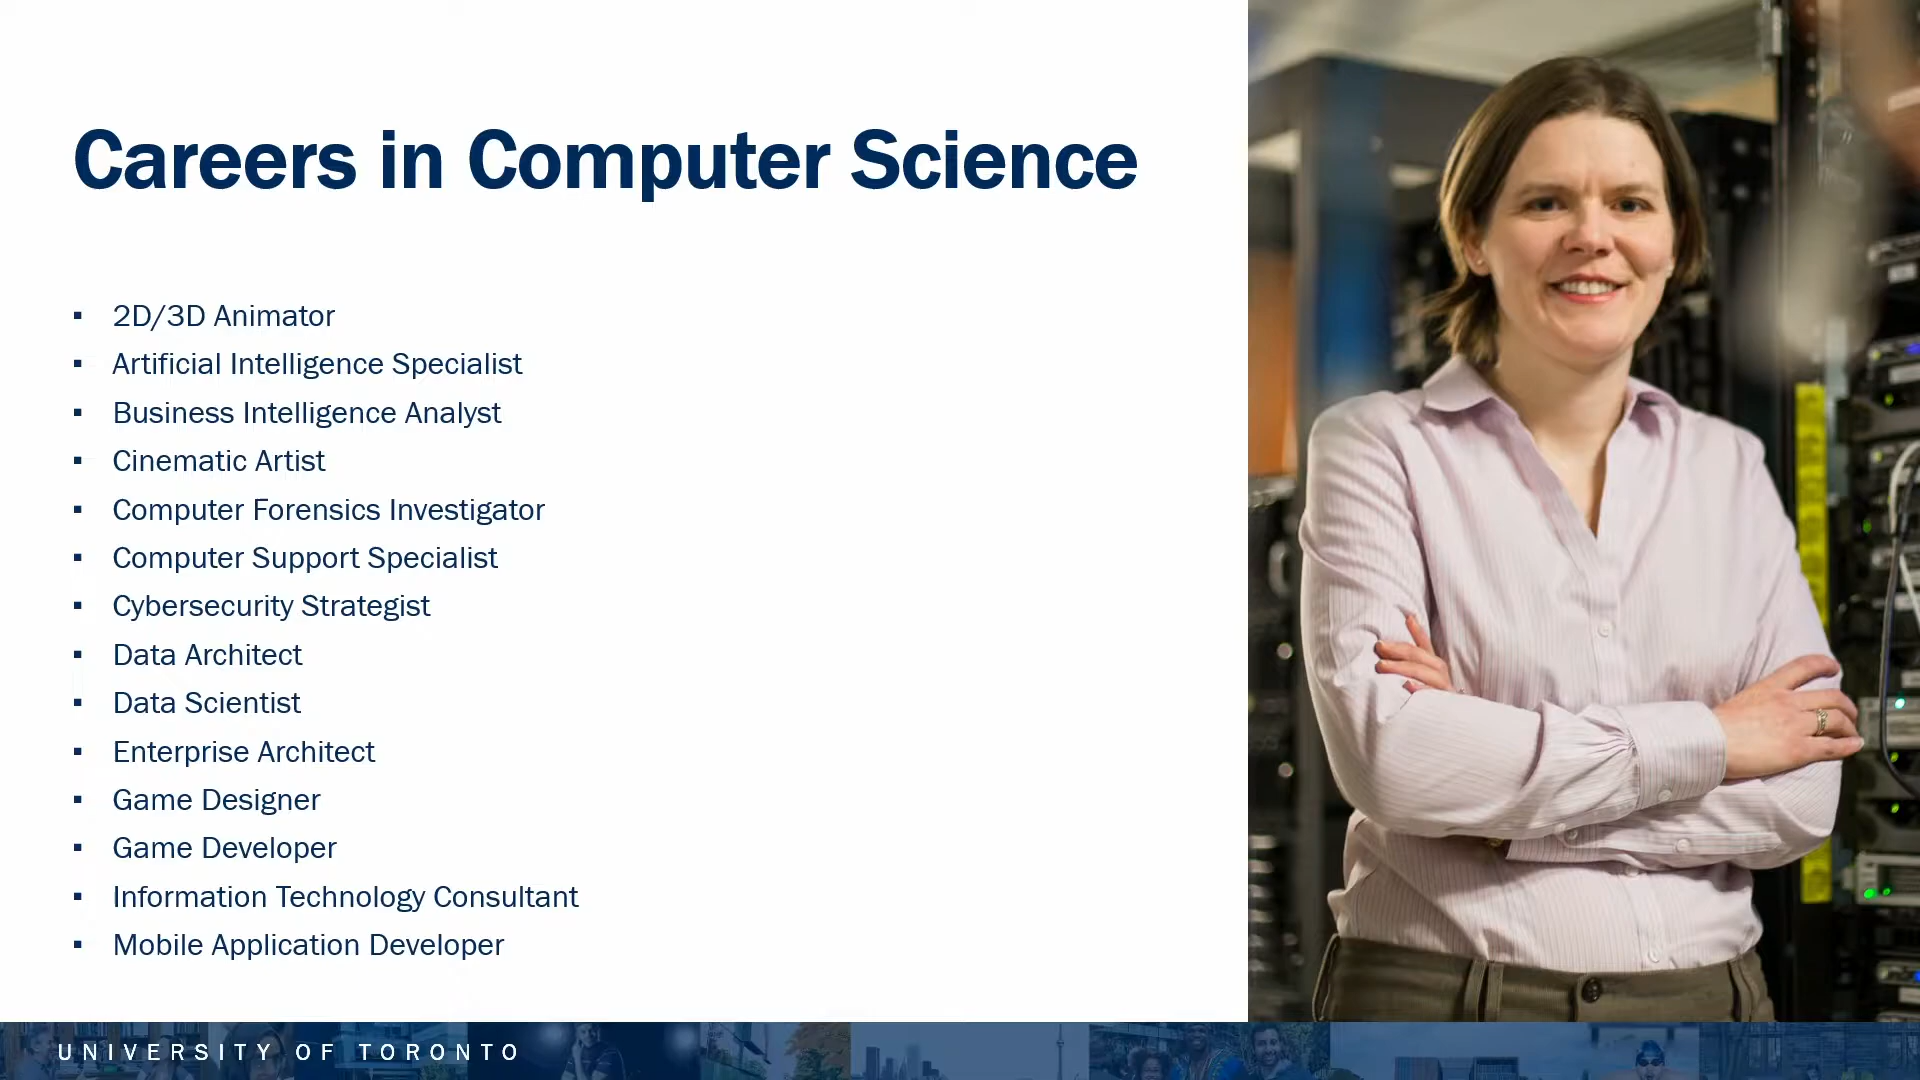 Careers in Computer Science
▪ 2D/3D Animator
▪ Artificial Intelligence Specialist
▪ Business Intelligence Analyst
▪ Cinematic Artist
▪ Computer Forensics Investigator
▪ Computer Support Specialist
▪ Cybersecurity Strategist
▪ Data Architect
▪ Data Scientist
▪ Enterprise Architect
▪ Game Designer
▪ Game Developer
▪ Information Technology Consultant
▪ Mobile Application Developer
UNIVERSITY OF TORONTO